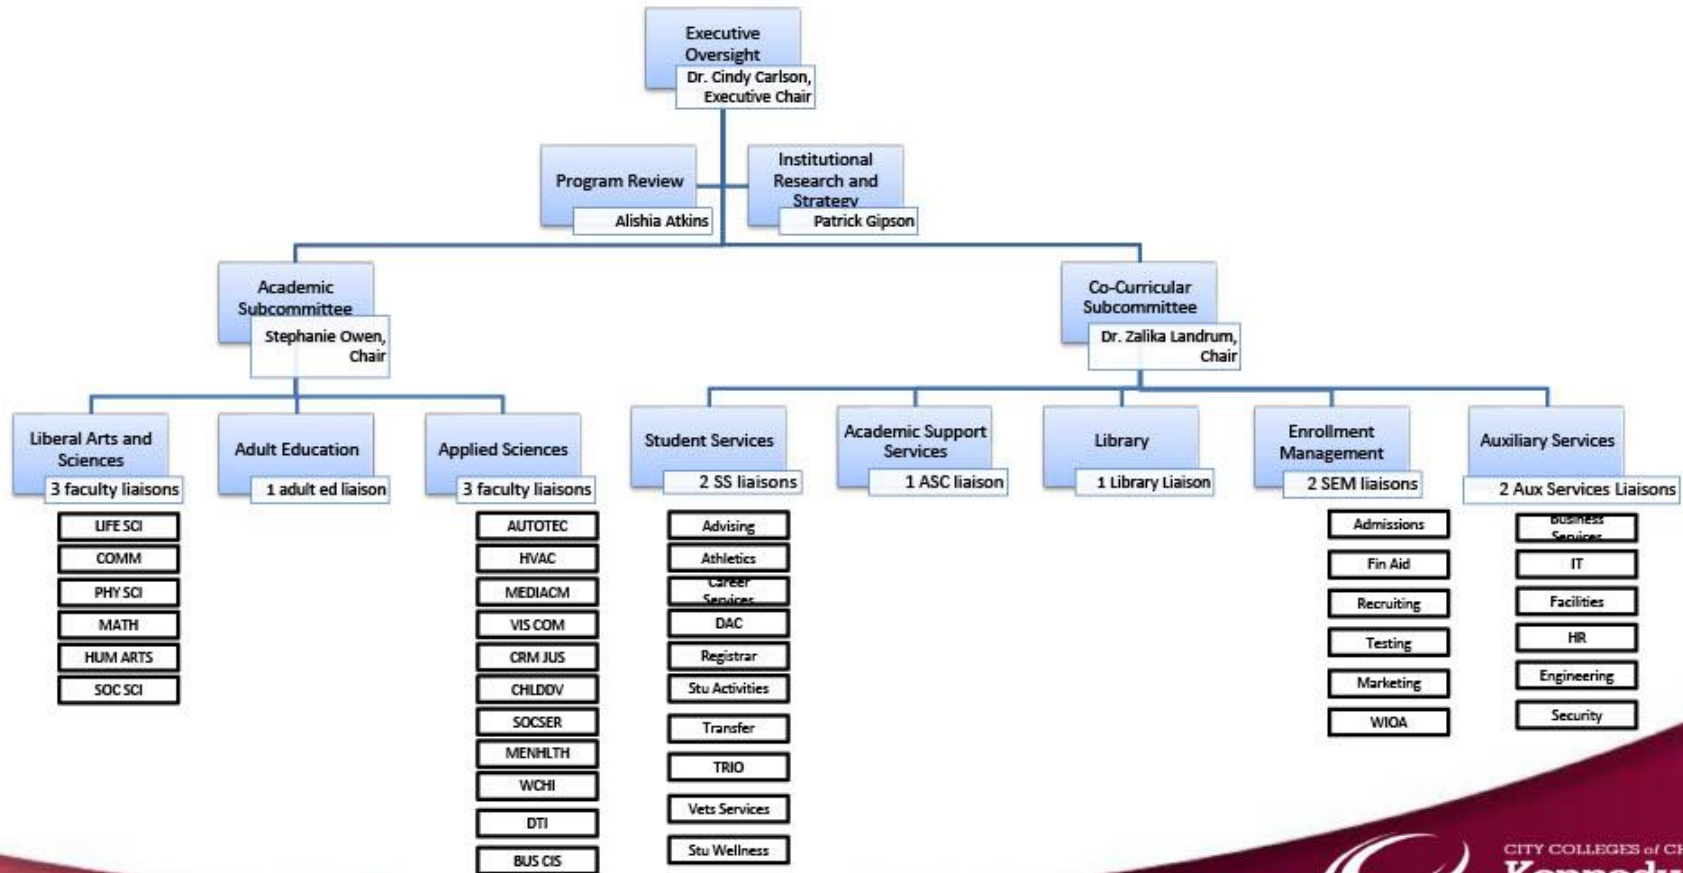 Executive
Oversight
Dr. Cindy Carlson,
Executive Chair
Program Review
Alishia Atkins
Institutional
Research and
Strategy
Patrick Gipson
Academic
Subcommittee
Stephanie Owen,
Chair
Co-Curricular
Subcommittee
Dr. Zalika Landrum,
Chair
Liberal Arts and
Sciences
3 faculty liaisons
LIFE SCI
COMM
PHY SCI
MATH
HUM ARTS
SOC SCI
Adult Education
1 adult ed liaison
Applied Sciences
3 faculty liaisons
AUTOTEC
HVAC
MEDIACM
VIS COM
CRM JUS
CHLDDV
SOCSER
MENHLTH
WCHI
DTI
BUS CIS
Student Services
2 SS liaisons
Advising
Athletics
Career
Services
DAC
Registrar
Stu Activities
Transfer
TRIO
Vets Services
Stu Wellness
Academic Support
Services
1 ASC liaison
Library
1 Library Liaison
Enrollment
Management
2 SEM liaisons
Admissions
Fin Aid
Recruiting
Testing
Marketing
WIOA
Auxiliary Services
2 Aux Services Liaisons
Business
Services
IT
Facilities
HR
Engineering
Security
CITY COLLEGES of CH
Kennedy